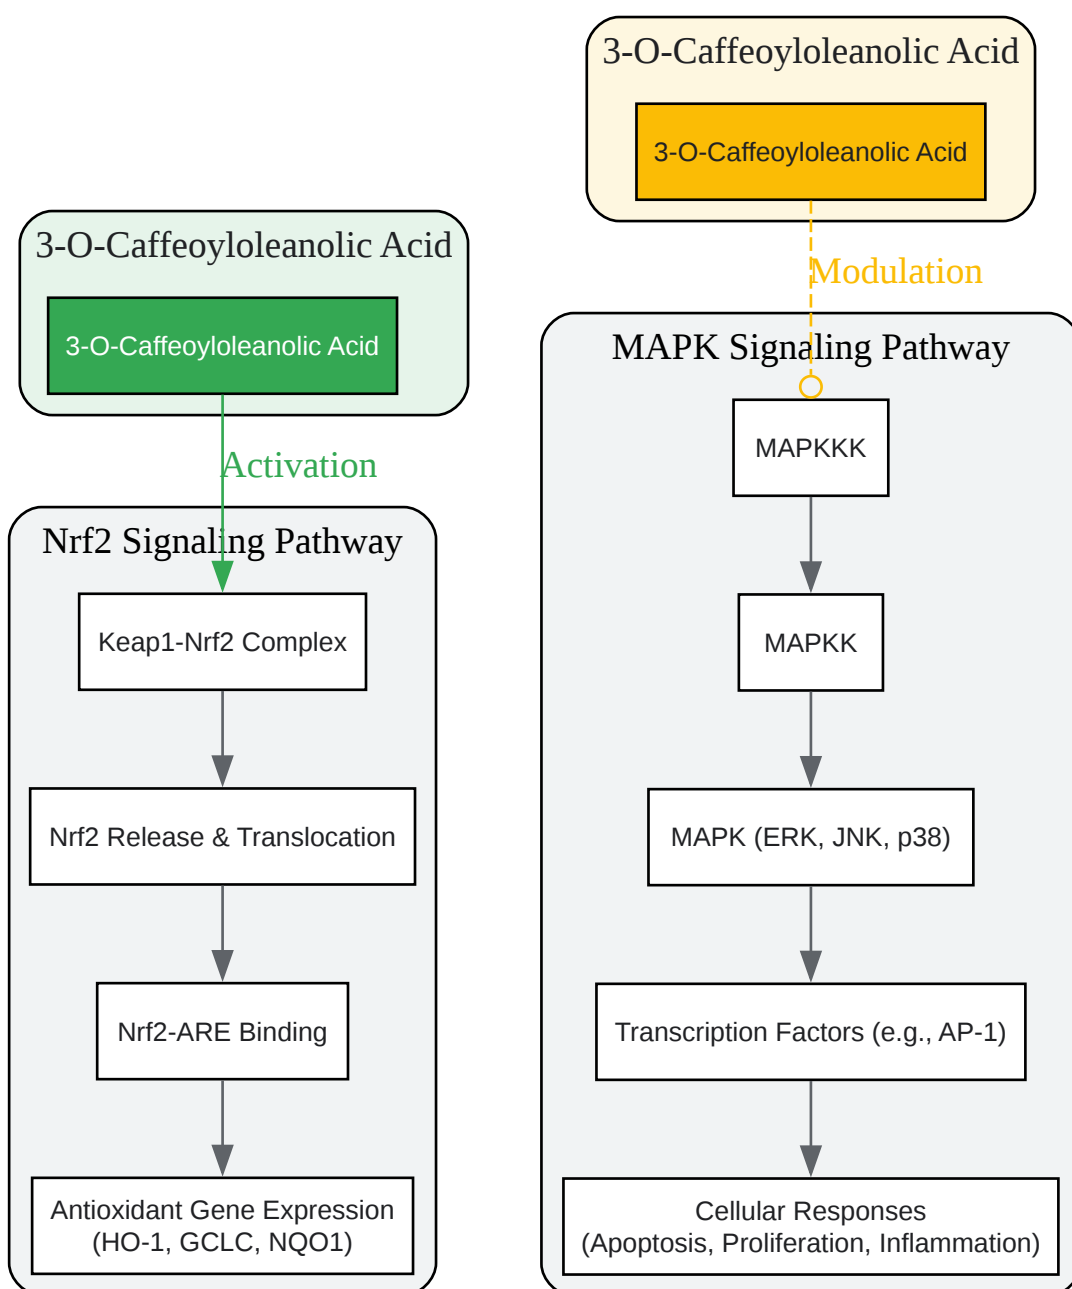 3-O-Caffeoyloleanolic Acid
3-O-Caffeoyloleanolic Acid
Activation
Nrf2 Signaling Pathway
Keap1-Nrf2 Complex
Nrf2 Release & Translocation
Nrf2-ARE Binding
Antioxidant Gene Expression
(HO-1, GCLC, NQO1)
3-O-Caffeoyloleanolic Acid
3-O-Caffeoyloleanolic Acid
Modulation
MAPK Signaling Pathway
MAPKKK
MAPKK
MAPK (ERK, JNK, p38)
Transcription Factors (e.g., AP-1)
Cellular Responses
(Apoptosis, Proliferation, Inflammation)